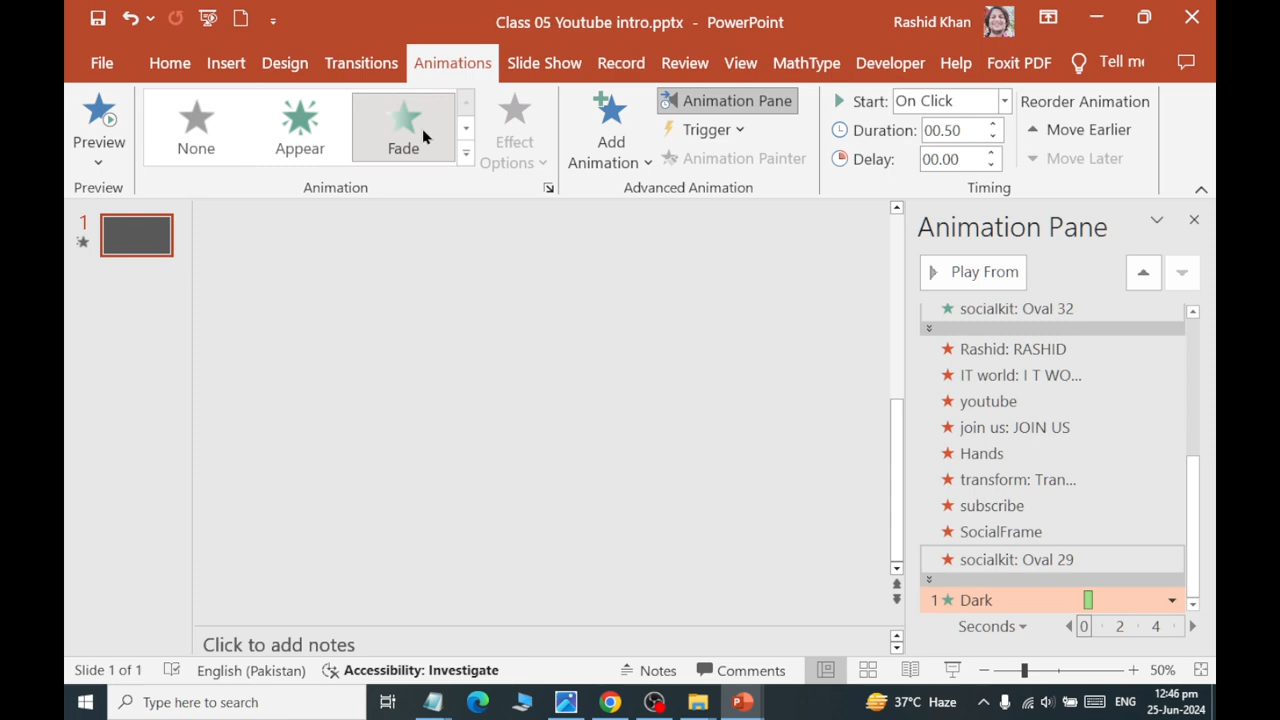 Class 05 Youtube intro.pptx - PowerPoint
Rashid Khan
File Home Insert Design Transitions Animations Slide Show Record Review View MathType Developer Help Foxit PDF Tell me
Preview
Preview
None
Appear
Fade
Animation
Effect
Options
Add
Animation
Animation Pane
Trigger
Animation Painter
Advanced Animation
Start: On Click
Duration: 00.50
Delay: 00.00
Timing
Reorder Animation
Move Earlier
Move Later
1
Animation Pane
Play From
socialkit: Oval 32
Rashid: RASHID
IT world: I T WO...
youtube
join us: JOIN US
Hands
transform: Tran...
subscribe
SocialFrame
socialkit: Oval 29
1 Dark
Seconds 0 2 4
Click to add notes
Slide 1 of 1 English (Pakistan) Accessibility: Investigate Notes Comments 50%
Type here to search
37°C Haze
ENG
12:46 pm
25-Jun-2024